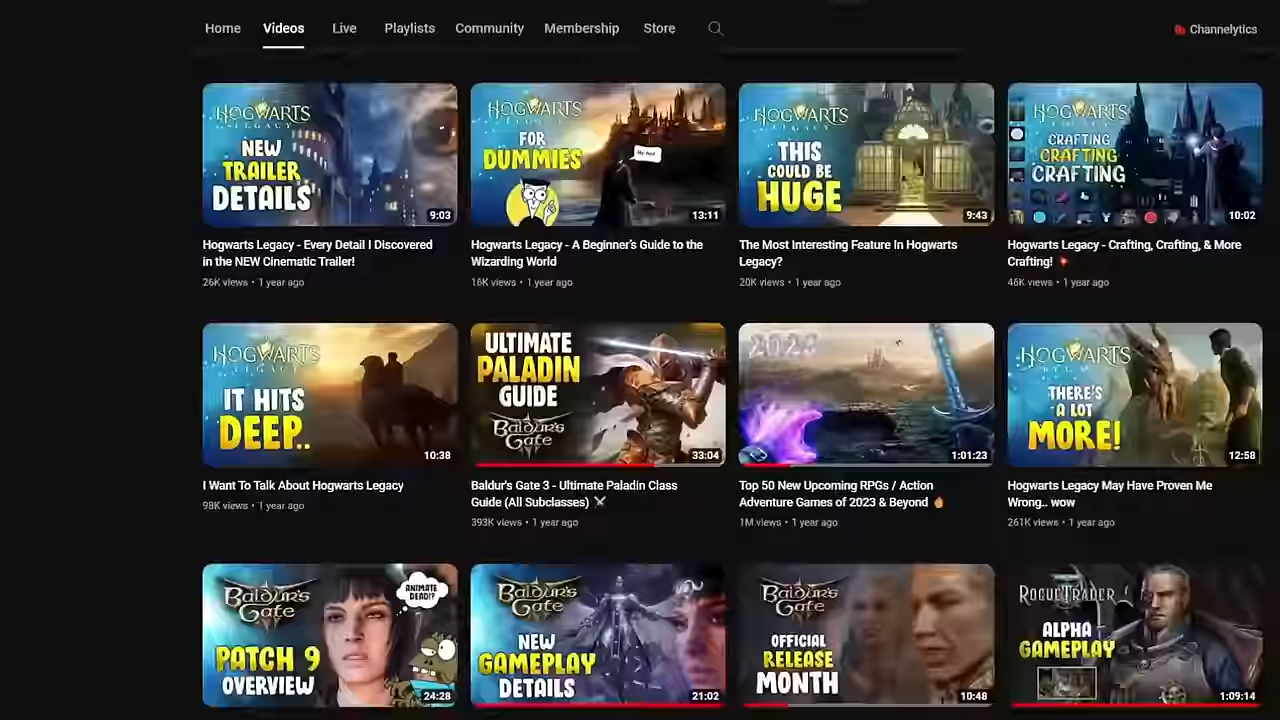 Home Videos Live Playlists Community Membership Store
Channelytics
HOGWARTS
LEGACY
NEW
TRAILER
DETAILS
9:03
HOGWARTS
LEGACY
FOR
DUMMIES
13:11
HOGWARTS
LEGACY
THIS
COULD BE
HUGE
9:43
HOGWARTS
LEGACY
CRAFTING
CRAFTING
CRAFTING
10:02
Hogwarts Legacy - Every Detail I Discovered
in the NEW Cinematic Trailer!
26K views • 1 year ago
Hogwarts Legacy - A Beginner's Guide to the
Wizarding World
16K views • 1 year ago
The Most Interesting Feature In Hogwarts
Legacy?
20K views • 1 year ago
Hogwarts Legacy - Crafting, Crafting, & More
Crafting!
46K views • 1 year ago
HOGWARTS
LEGACY
IT HITS
DEEP..
10:38
ULTIMATE
PALADIN
GUIDE
BALDUR'S
GATE
33:04
1:01:23
HOGWARTS
LEGACY
THERE'S
A LOT
MORE!
12:58
I Want To Talk About Hogwarts Legacy
98K views • 1 year ago
Baldur's Gate 3 - Ultimate Paladin Class
Guide (All Subclasses) ⚔
393K views • 1 year ago
Top 50 New Upcoming RPGs / Action
Adventure Games of 2023 & Beyond 🔥
1M views • 1 year ago
Hogwarts Legacy May Have Proven Me
Wrong.. wow
261K views • 1 year ago
BALDUR'S
GATE
ANIMATE
DEAD!?
PATCH 9
OVERVIEW
24:28
BALDUR'S
GATE
NEW
GAMEPLAY
DETAILS
21:02
BALDUR'S
GATE
OFFICIAL
RELEASE
MONTH
10:48
ROGUE TRADER
ALPHA
GAMEPLAY
1:09:14